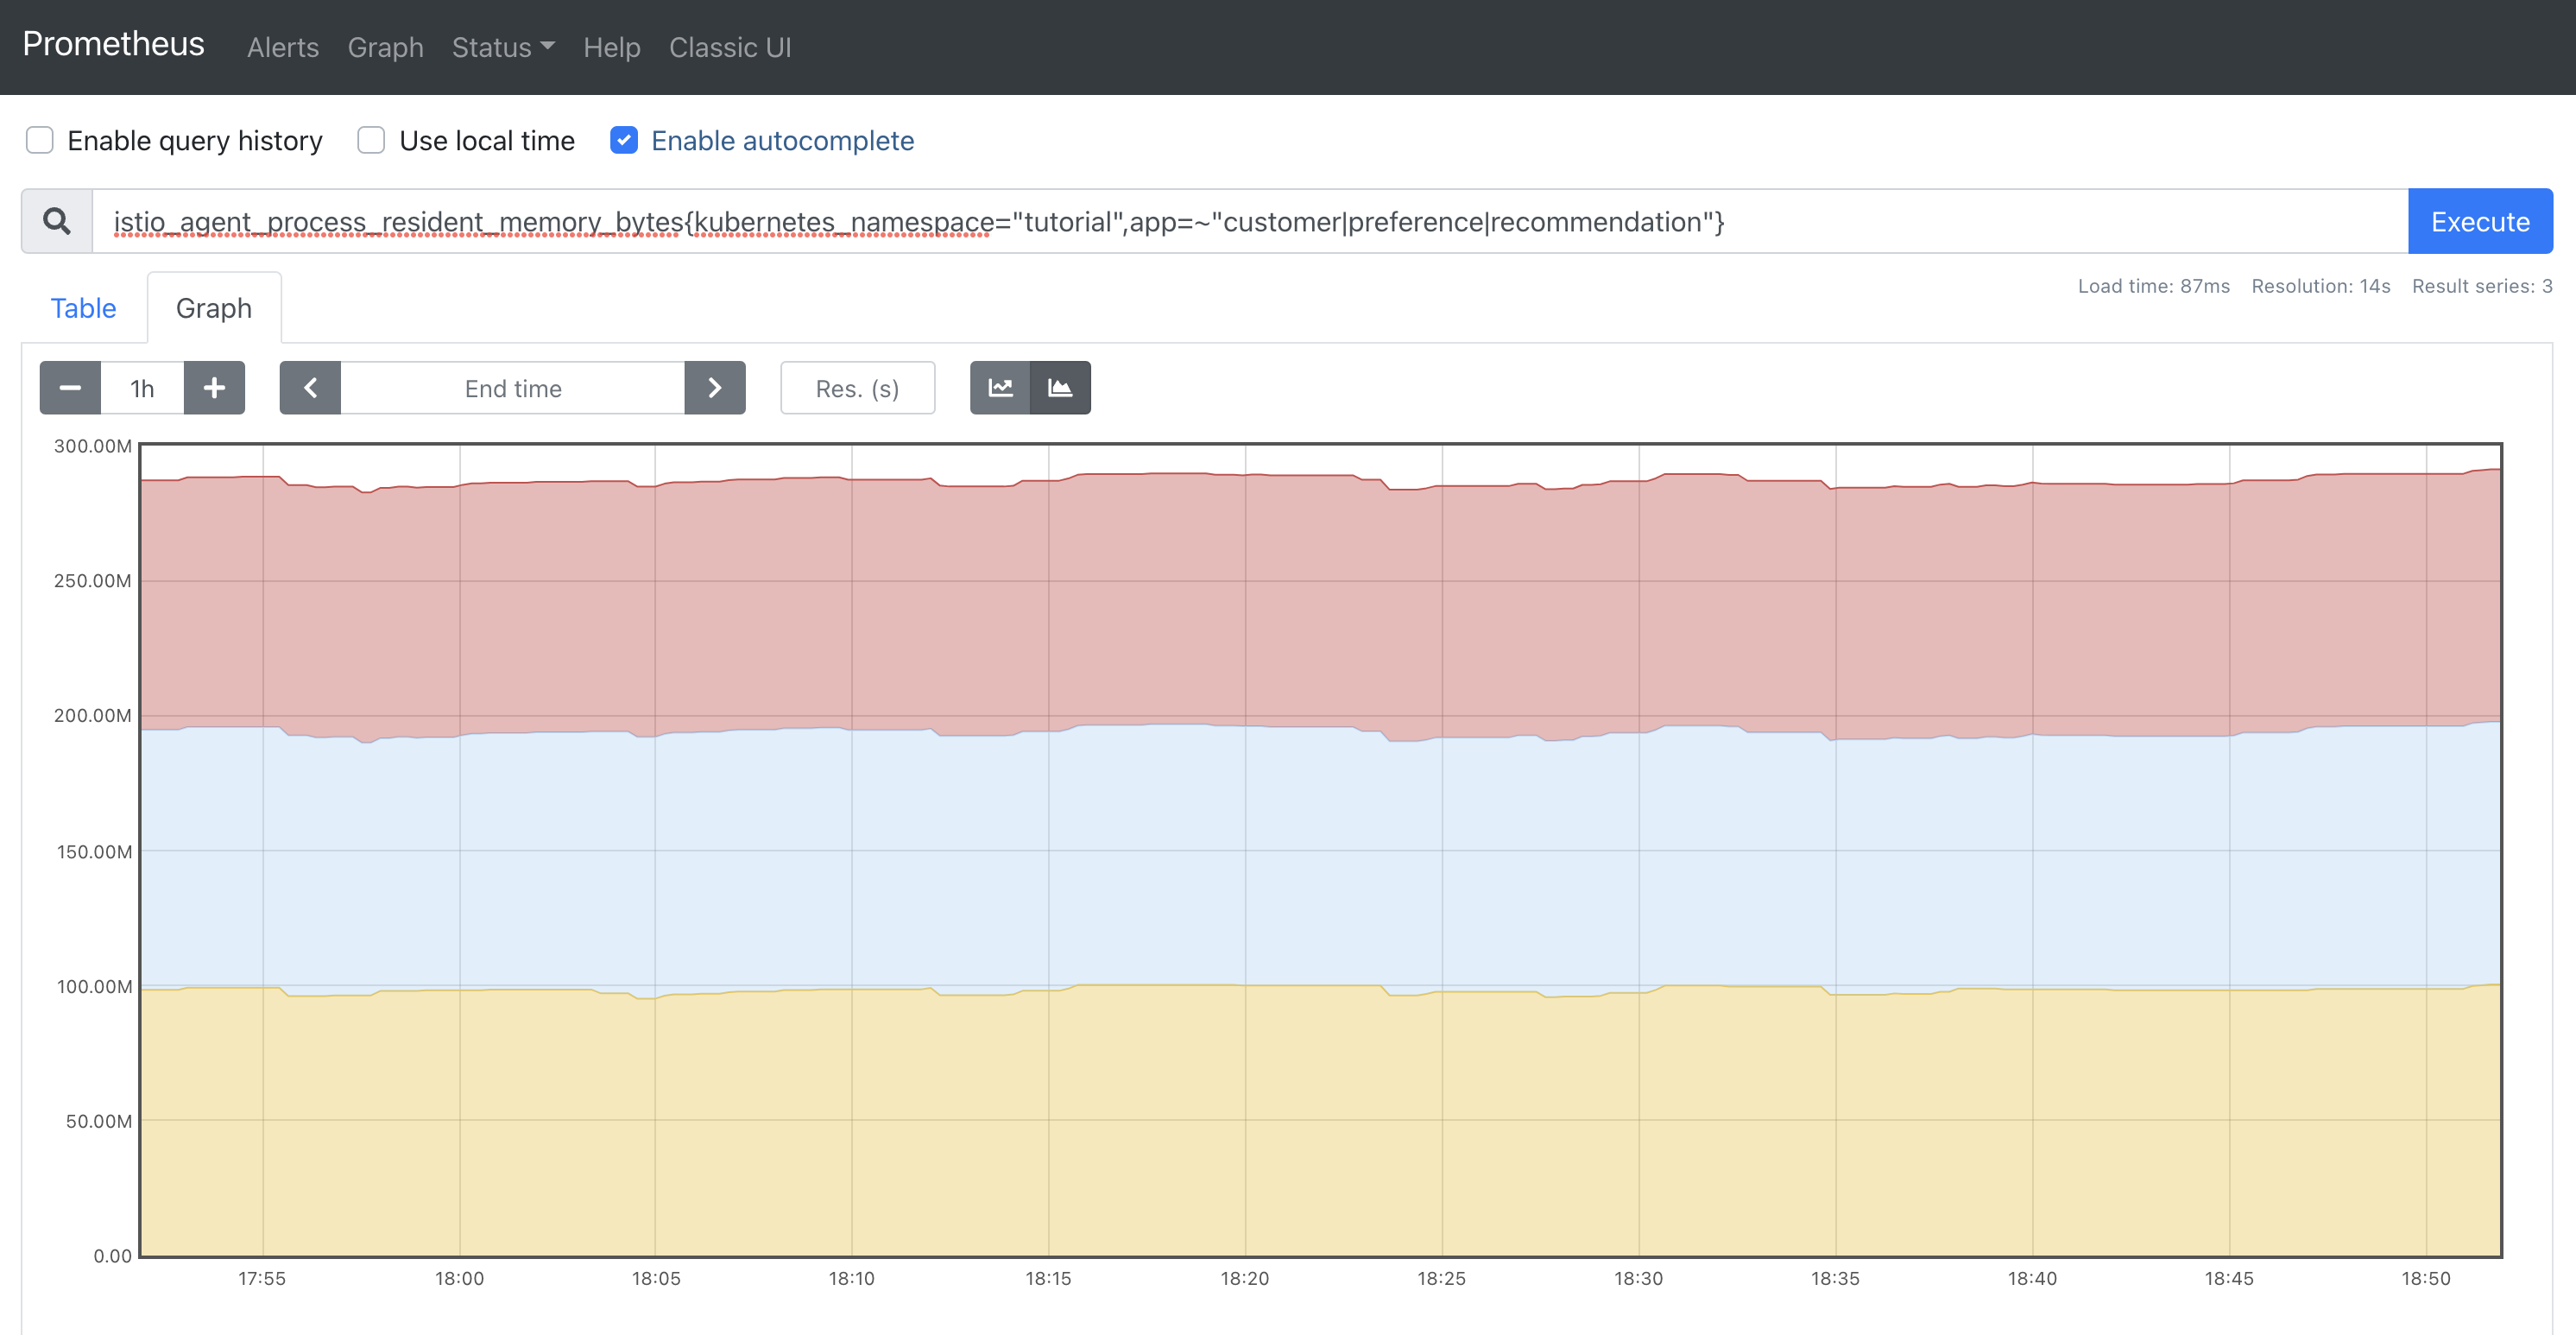 Prometheus Alerts Graph Status Help Classic UI
Enable query history Use local time Enable autocomplete
istio_agent_process_resident_memory_bytes{kubernetes_namespace="tutorial",app=~"customer|preference|recommendation"} Execute
Load time: 87ms Resolution: 14s Result series: 3
Table Graph
1h End time Res. (s)
300.00M
250.00M
200.00M
150.00M
100.00M
50.00M
0.00
17:55 18:00 18:05 18:10 18:15 18:20 18:25 18:30 18:35 18:40 18:45 18:50